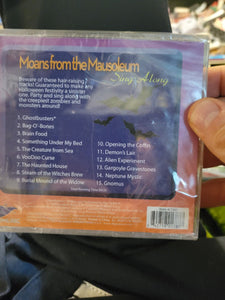 Moans from the Mausoleum
Sing Along
Beware of these hair-raising
tracks! Guaranteed to make any
Halloween festivity a sinister
one. Party and sing along with
the creepiest zombies and
monsters around!
1. Ghostbusters*
2. Bag-O'-Bones
3. Brain Food
4. Something Under My Bed
5. The Creature from Sea
6. VooDoo Curse
7. The Haunted House
8. Steam of the Witches Brew
9. Burial Mound of the Widow
10. Opening the Coffin
11. Demon's Lair
12. Alien Experiment
13. Gargoyle Gravestones
14. Neptune Mystic
15. Gnomus